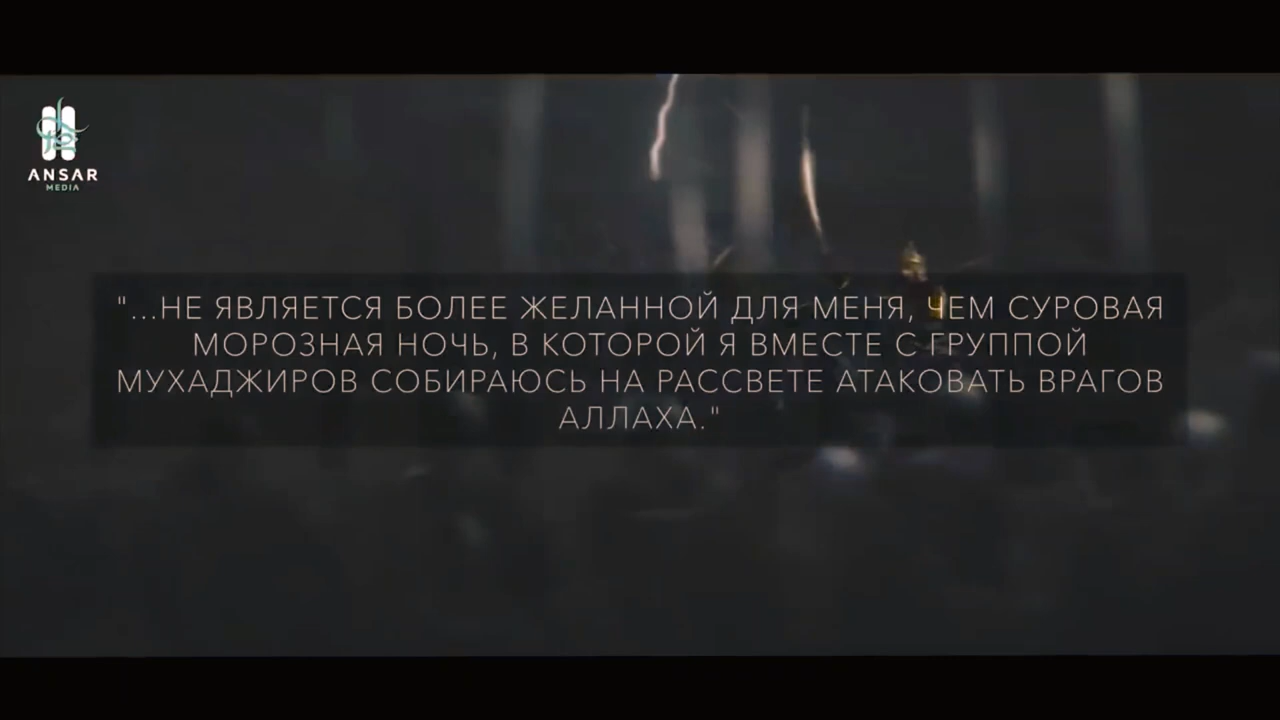 ANSAR
MEDIA
"...НЕ ЯВЛЯЕТСЯ БОЛЕЕ ЖЕЛАННОЙ ДЛЯ МЕНЯ, ЧЕМ СУРОВАЯ
МОРОЗНАЯ НОЧЬ, В КОТОРОЙ Я ВМЕСТЕ С ГРУППОЙ
МУХАДЖИРОВ СОБИРАЮСЬ НА РАССВЕТЕ АТАКОВАТЬ ВРАГОВ
АЛЛАХА."